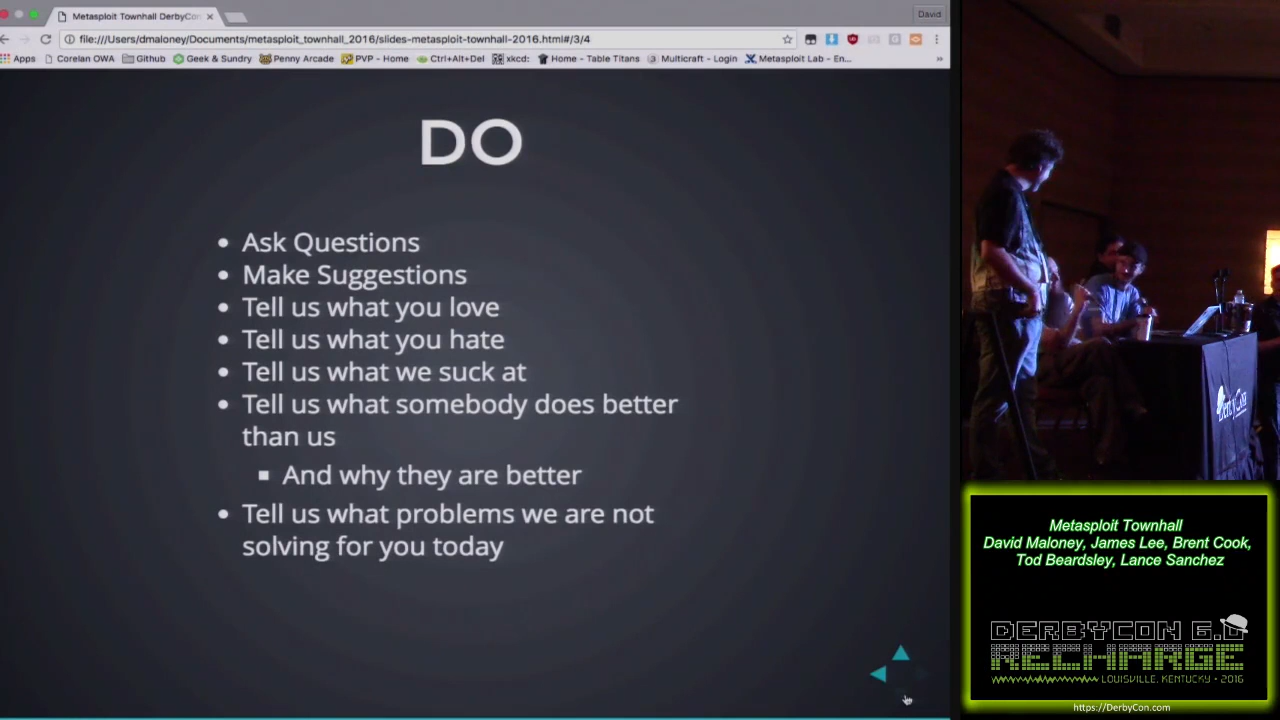 Metasploit Townhall DerbyCon
David
file:///Users/dmaloney/Documents/metasploit_townhall_2016/slides-metasploit-townhall-2016.html#/3/4
Apps Corelan OWA Github Geek & Sundry Penny Arcade PVP - Home Ctrl+Alt+Del xkcd: Home - Table Titans Multicraft - Login Metasploit Lab - En...
DO
Ask Questions
Make Suggestions
Tell us what you love
Tell us what you hate
Tell us what we suck at
Tell us what somebody does better
than us
And why they are better
Tell us what problems we are not
solving for you today
DerbyCon
Metasploit Townhall
David Maloney, James Lee, Brent Cook,
Tod Beardsley, Lance Sanchez
DERBYCON 6.0
RECHARGE
LOUISVILLE, KENTUCKY • 2016
https://DerbyCon.com